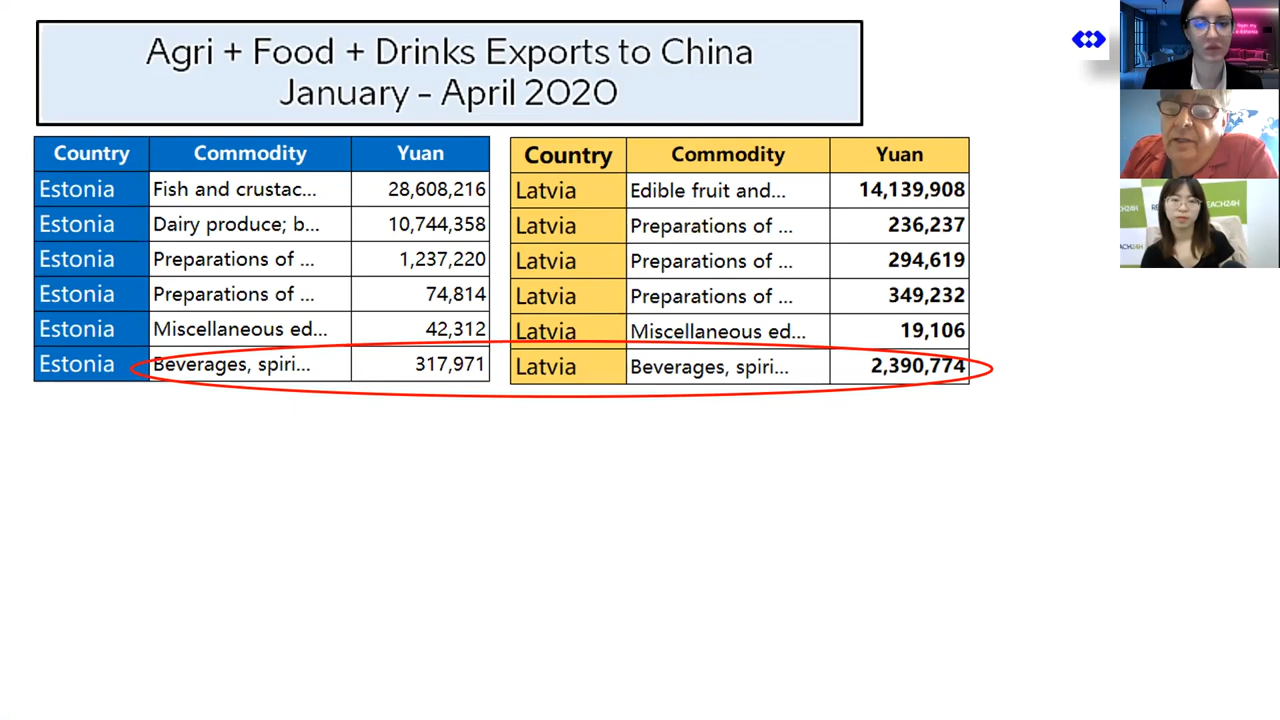 Agri + Food + Drinks Exports to China
January – April 2020
Country Commodity Yuan
Estonia Fish and crustac... 28,608,216
Estonia Dairy produce; b... 10,744,358
Estonia Preparations of ... 1,237,220
Estonia Preparations of ... 74,814
Estonia Miscellaneous ed... 42,312
Estonia Beverages, spiri... 317,971
Country Commodity Yuan
Latvia Edible fruit and... 14,139,908
Latvia Preparations of ... 236,237
Latvia Preparations of ... 294,619
Latvia Preparations of ... 349,232
Latvia Miscellaneous ed... 19,106
Latvia Beverages, spiri... 2,390,774